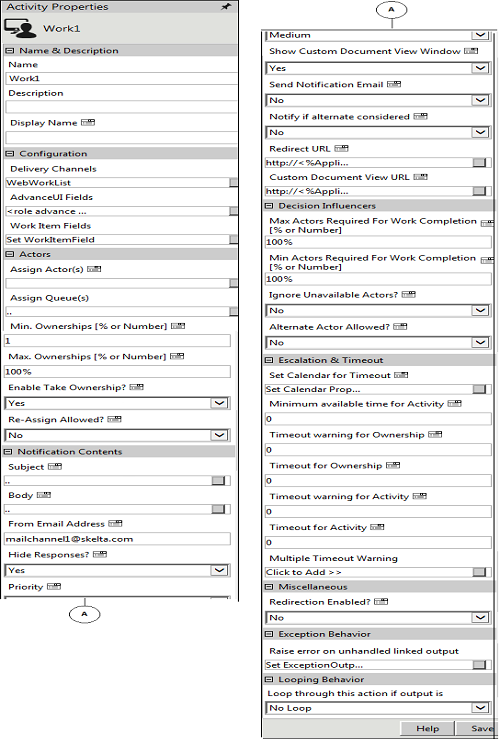 Activity Properties
Work1
Name & Description
Name
Work1
Description
Display Name
Configuration
Delivery Channels
WebWorkList
AdvanceUI Fields
<role advance ...
Work Item Fields
Set WorkItemField
Actors
Assign Actor(s)
Assign Queue(s)
..
Min. Ownerships [% or Number]
1
Max. Ownerships [% or Number]
100%
Enable Take Ownership?
Yes
Re-Assign Allowed?
No
Notification Contents
Subject
..
Body
..
From Email Address
mailchannel1@skelta.com
Hide Responses?
Yes
Priority
A
A
Medium
Show Custom Document View Window
Yes
Send Notification Email
No
Notify if alternate considered
No
Redirect URL
http://<%Appli...
Custom Document View URL
http://<%Appli...
Decision Influencers
Max Actors Required For Work Completion
[% or Number]
100%
Min Actors Required For Work Completion
[% or Number]
100%
Ignore Unavailable Actors?
No
Alternate Actor Allowed?
No
Escalation & Timeout
Set Calendar for Timeout
Set Calendar Prop...
Minimum available time for Activity
0
Timeout warning for Ownership
0
Timeout for Ownership
0
Timeout warning for Activity
0
Timeout for Activity
0
Multiple Timeout Warning
Click to Add >>
Miscellaneous
Redirection Enabled?
No
Exception Behavior
Raise error on unhandled linked output
Set ExceptionOutp...
Looping Behavior
Loop through this action if output is
No Loop
Help
Save